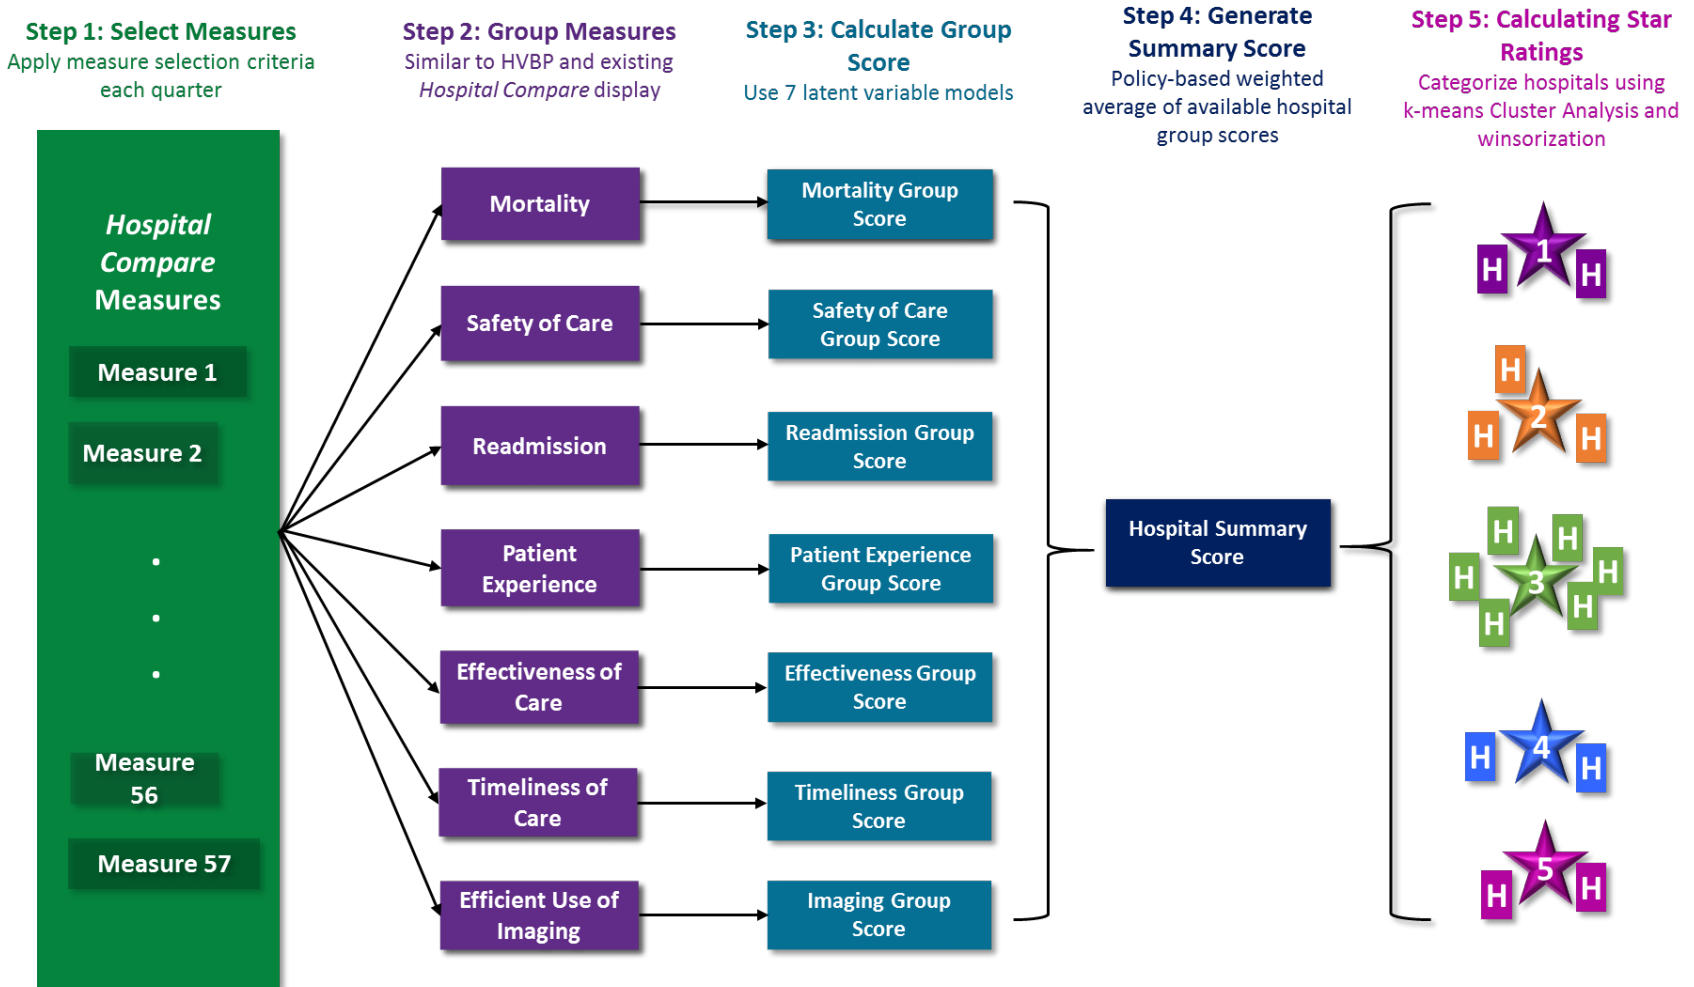 Step 1: Select Measures
Apply measure selection criteria
each quarter
Step 2: Group Measures
Similar to HVBP and existing
Hospital Compare display
Step 3: Calculate Group
Score
Use 7 latent variable models
Step 4: Generate
Summary Score
Policy-based weighted
average of available hospital
group scores
Step 5: Calculating Star
Ratings
Categorize hospitals using
k-means Cluster Analysis and
winsorization
Hospital
Compare
Measures
Measure 1
Measure 2
.
.
.
Measure
56
Measure 57
Mortality
Safety of Care
Readmission
Patient
Experience
Effectiveness of
Care
Timeliness of
Care
Efficient Use of
Imaging
Mortality Group
Score
Safety of Care
Group Score
Readmission Group
Score
Patient Experience
Group Score
Effectiveness Group
Score
Timeliness Group
Score
Imaging Group
Score
Hospital Summary
Score
1
H
H
H
2
H
H
H
H
3
H
H
H
H
4
H
H
5
H
H